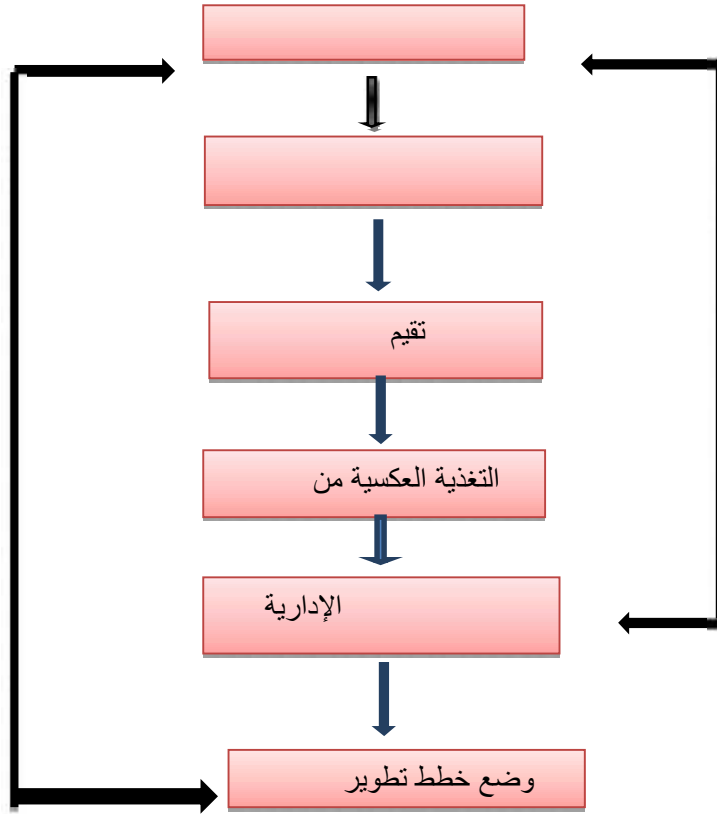 تقيم
التغذية العكسية من
الإدارية
وضع خطط تطوير